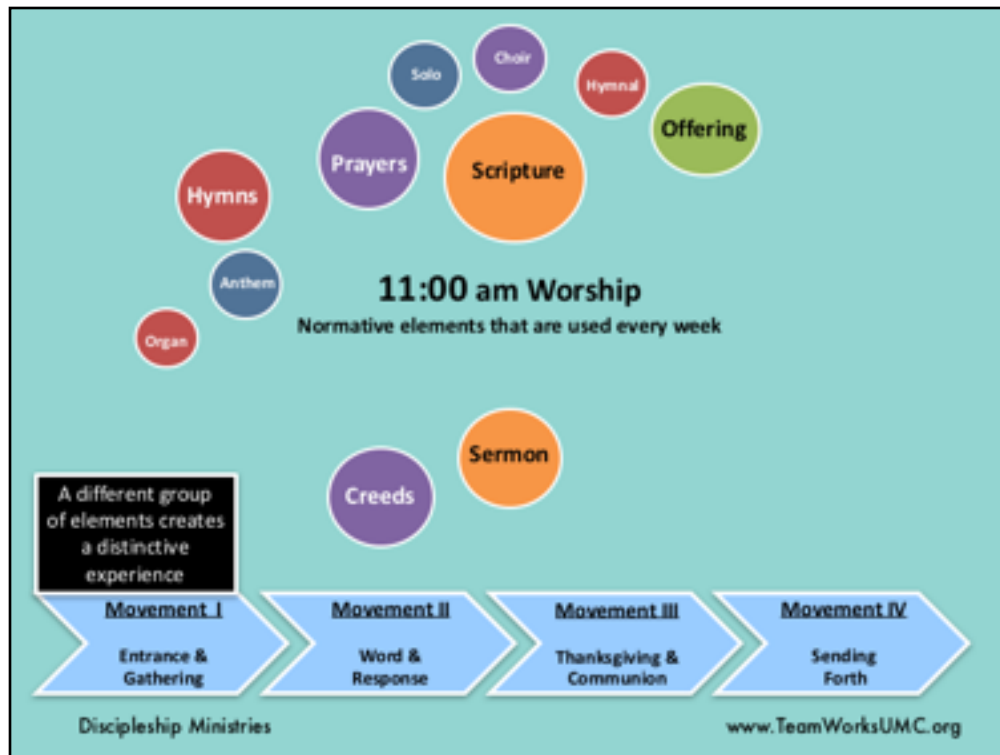 Choir
Solo
Hymnal
Offering
Prayers
Scripture
Hymns
Anthem
11:00 am Worship
Normative elements that are used every week
Organ
Sermon
Creeds
A different group
of elements creates
a distinctive
experience
Movement I
Entrance &
Gathering
Movement II
Word &
Response
Movement III
Thanksgiving &
Communion
Movement IV
Sending
Forth
Discipleship Ministries
www.TeamWorksUMC.org